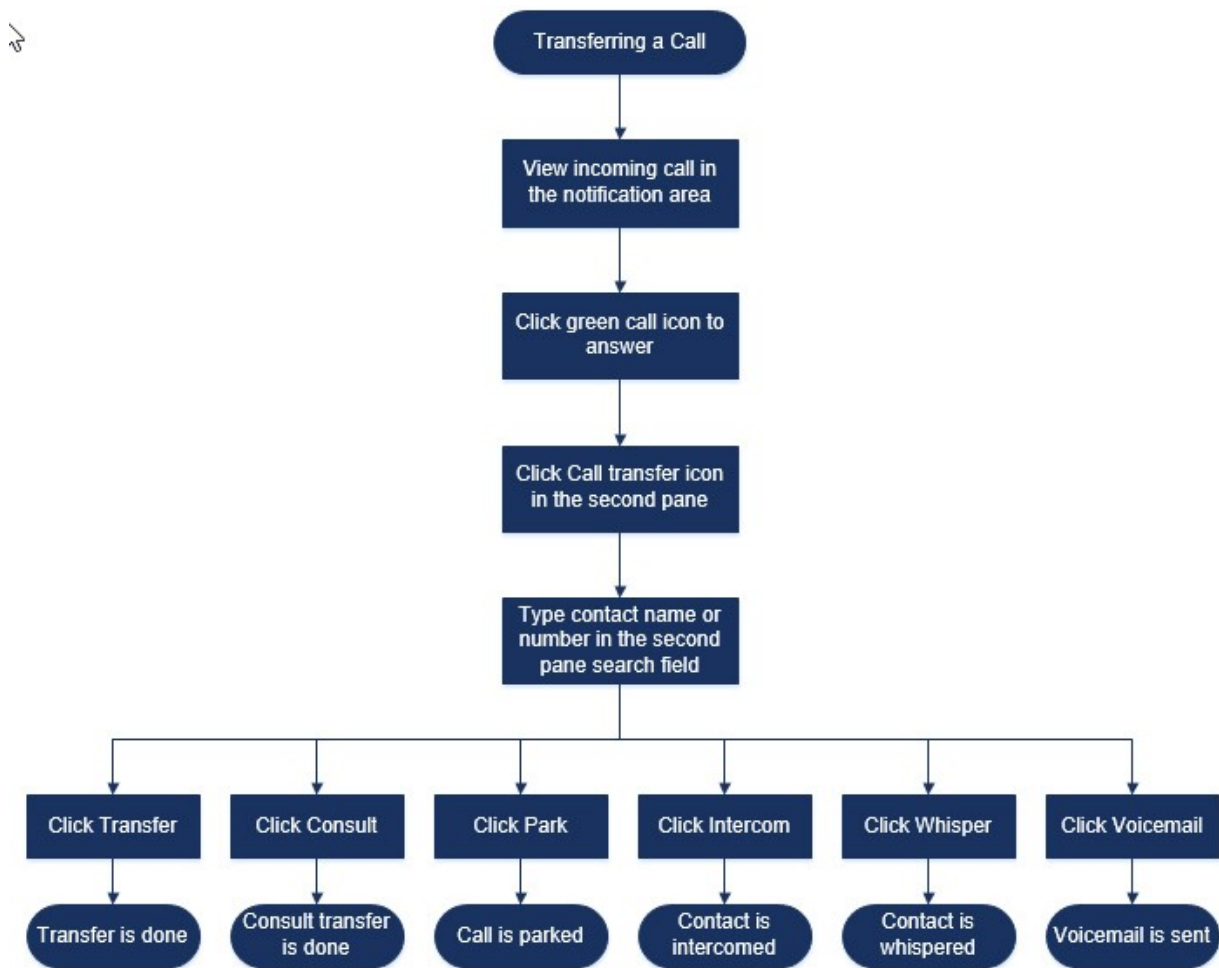 Transferring a Call
View incoming call in
the notification area
Click green call icon to
answer
Click Call transfer icon
in the second pane
Type contact name or
number in the second
pane search field
Click Transfer
Click Consult
Click Park
Click Intercom
Click Whisper
Click Voicemail
Transfer is done
Consult transfer
is done
Call is parked
Contact is
intercomed
Contact is
whispered
Voicemail is sent